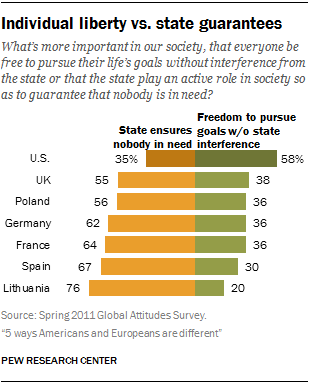 Individual liberty vs. state guarantees
What's more important in our society, that everyone be
free to pursue their life's goals without interference from
the state or that the state play an active role in society so
as to guarantee that nobody is in need?
State ensures nobody in need
Freedom to pursue goals w/o state interference
U.S. 35% 58%
UK 55 38
Poland 56 36
Germany 62 36
France 64 36
Spain 67 30
Lithuania 76 20
Source: Spring 2011 Global Attitudes Survey.
"5 ways Americans and Europeans are different"
PEW RESEARCH CENTER